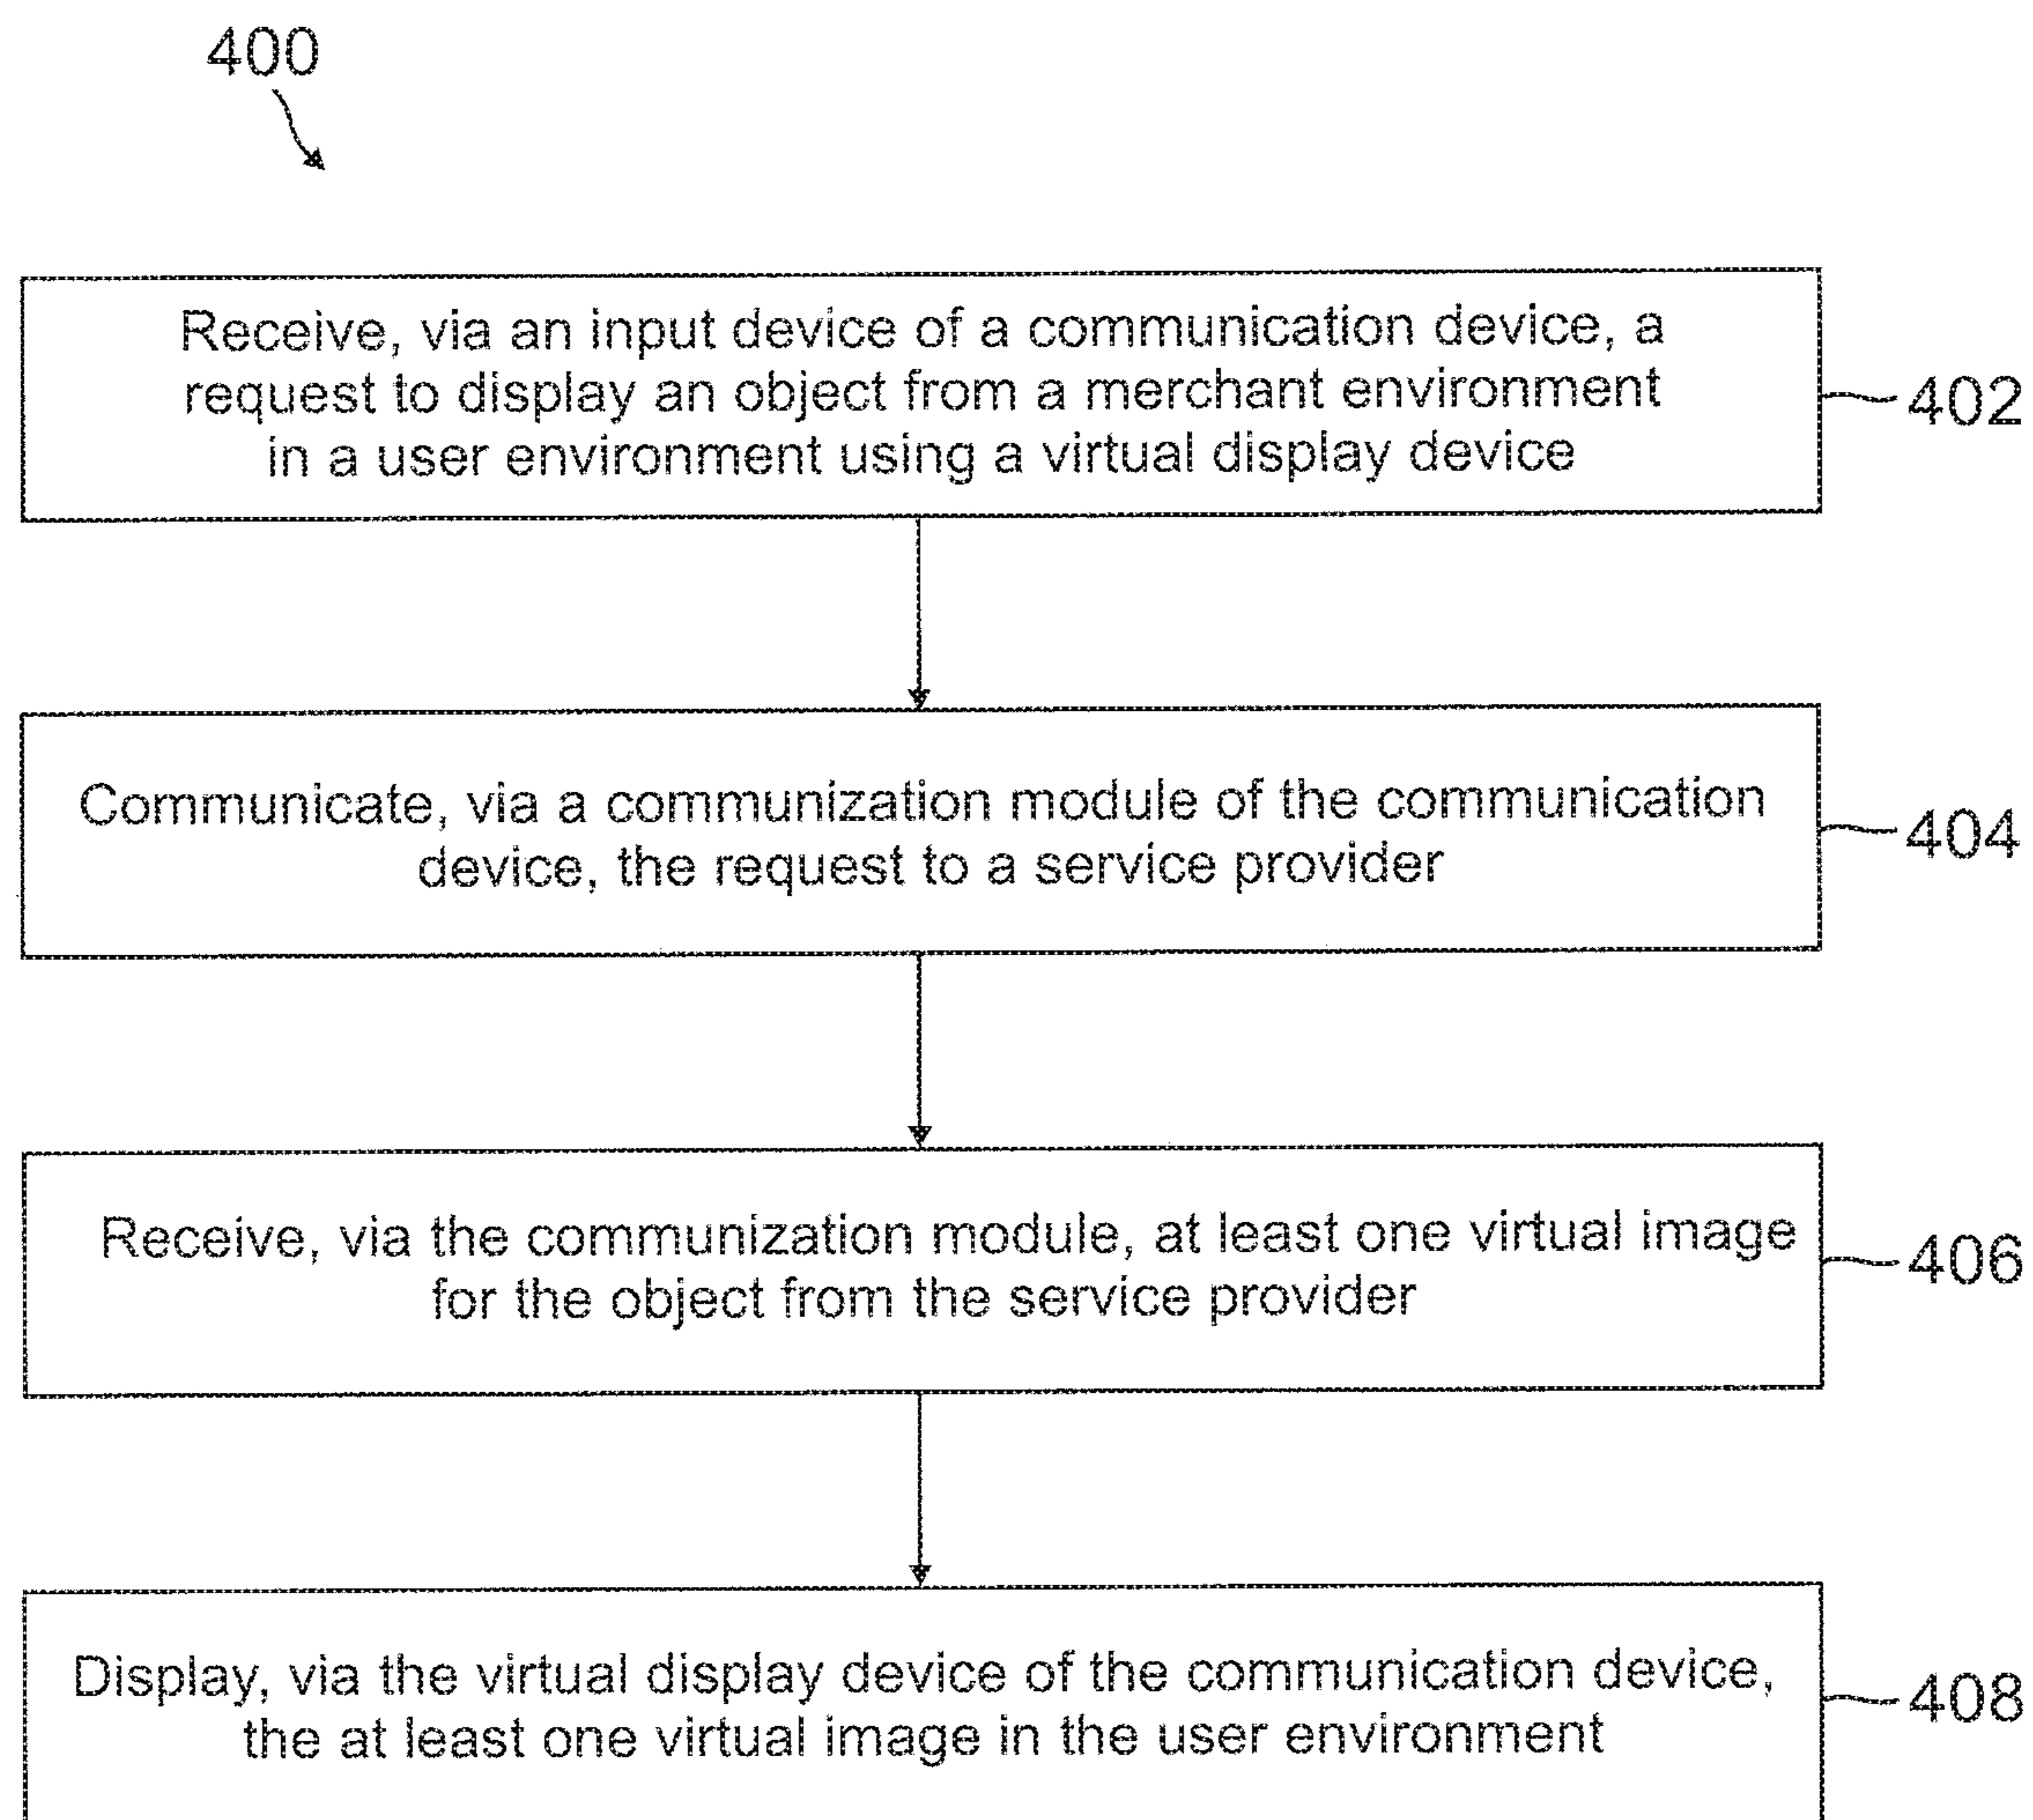 400
Receive, via an input device of a communication device, a
request to display an object from a merchant environment
in a user environment using a virtual display device
402
Communicate, via a communization module of the communication
device, the request to a service provider
404
Receive, via the communization module, at least one virtual image
for the object from the service provider
406
Display, via the virtual display device of the communication device,
the at least one virtual image in the user environment
408